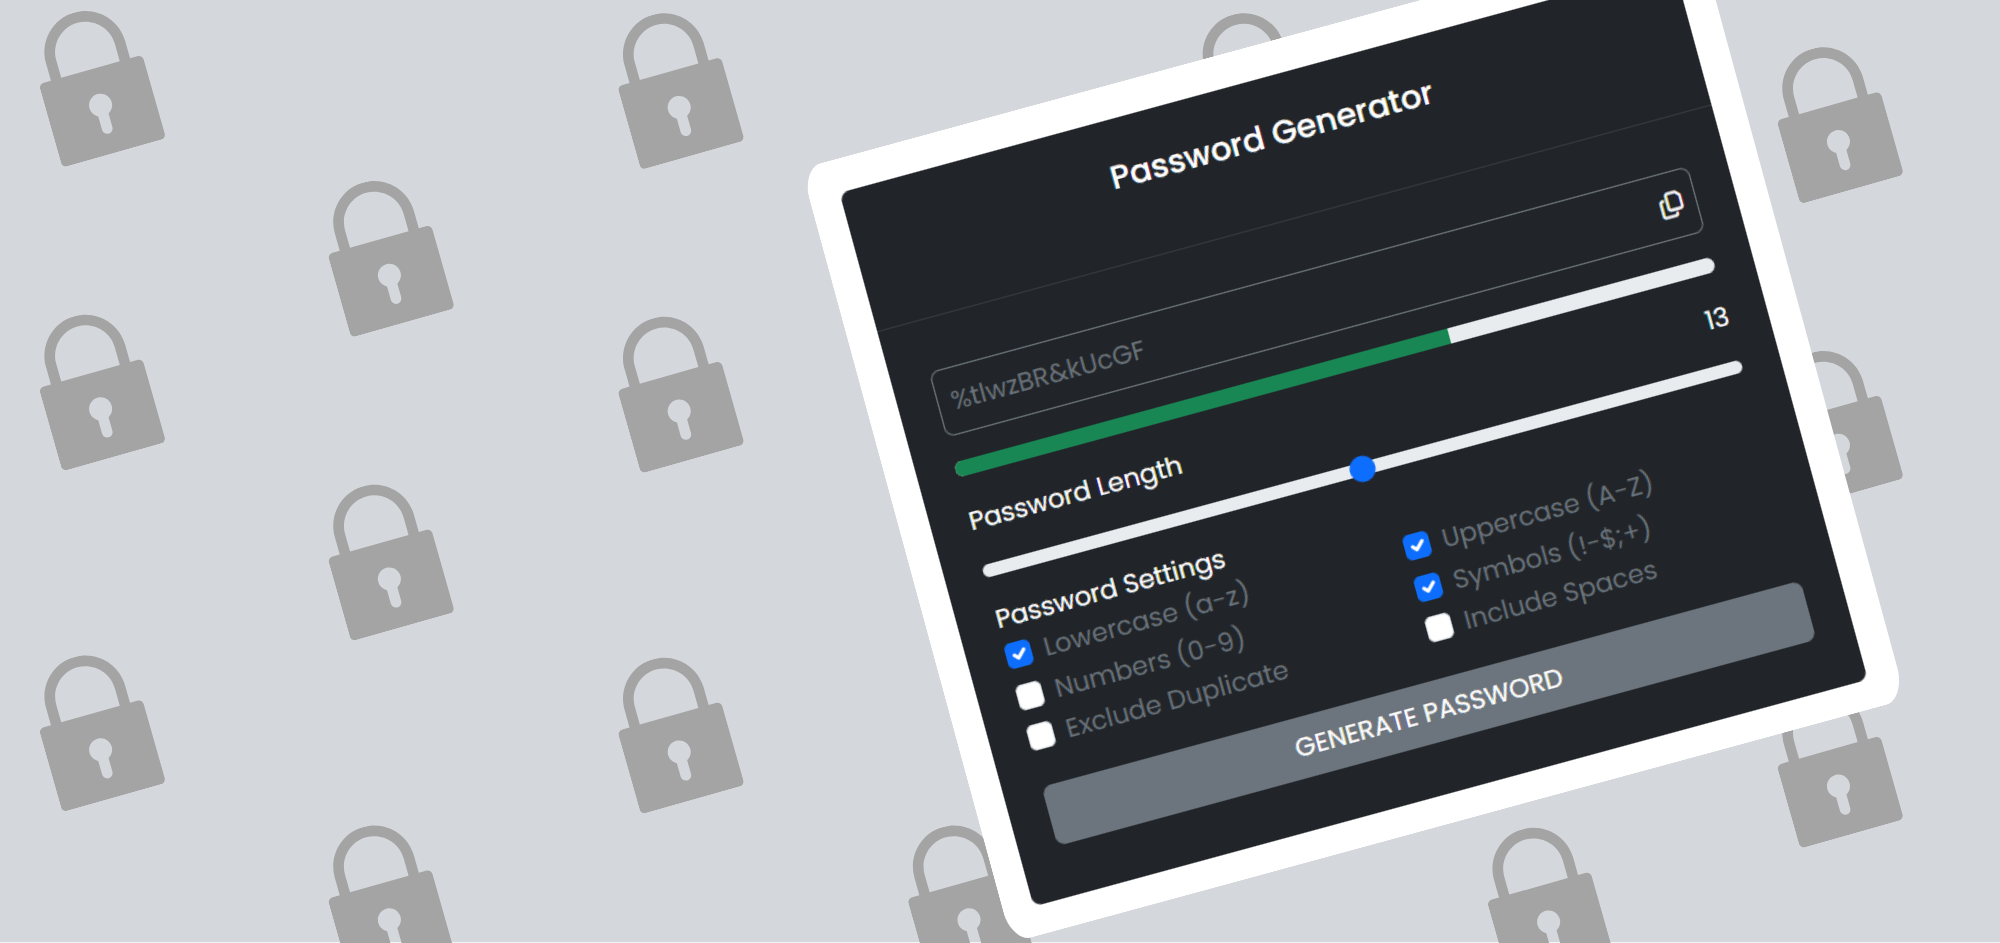 Password Generator
%tlwzBR&kUcGF
Password Length
13
Password Settings
Lowercase (a-z)
Uppercase (A-Z)
Numbers (0-9)
Symbols (!-$;+)
Exclude Duplicate
Include Spaces
GENERATE PASSWORD